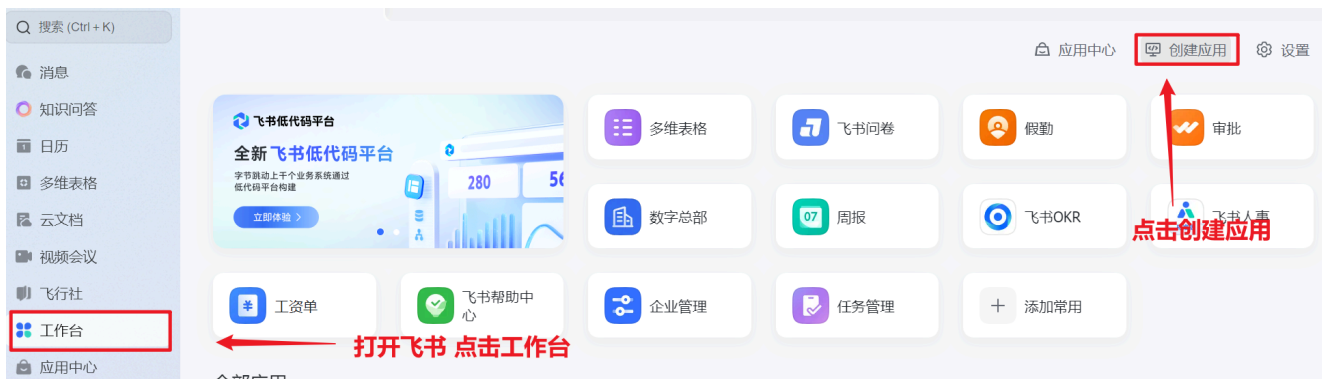 搜索 (Ctrl + K)
消息
知识问答
日历
多维表格
云文档
视频会议
飞行社
工作台
应用中心
应用中心
创建应用
设置
飞书低代码平台
全新 飞书低代码平台
字节跳动上千个业务系统通过
低代码平台构建
立即体验 >
280
56
多维表格
飞书问卷
假勤
审批
数字总部
07
周报
飞书OKR
飞书人事
点击创建应用
工资单
飞书帮助中
心
企业管理
任务管理
添加常用
打开飞书 点击工作台
全部应用